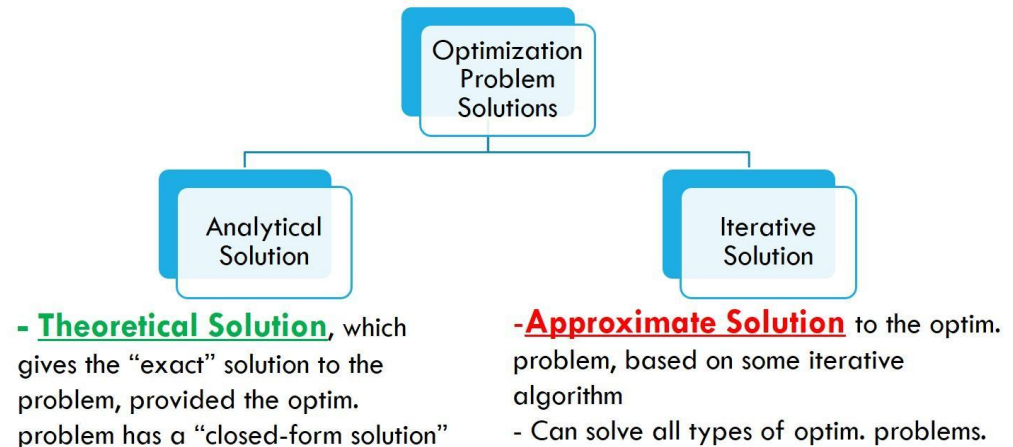 Optimization
Problem
Solutions
Analytical
Solution
Iterative
Solution
- Theoretical Solution, which
gives the “exact” solution to the
problem, provided the optim.
problem has a “closed-form solution”
-Approximate Solution to the optim.
problem, based on some iterative
algorithm
- Can solve all types of optim. problems.